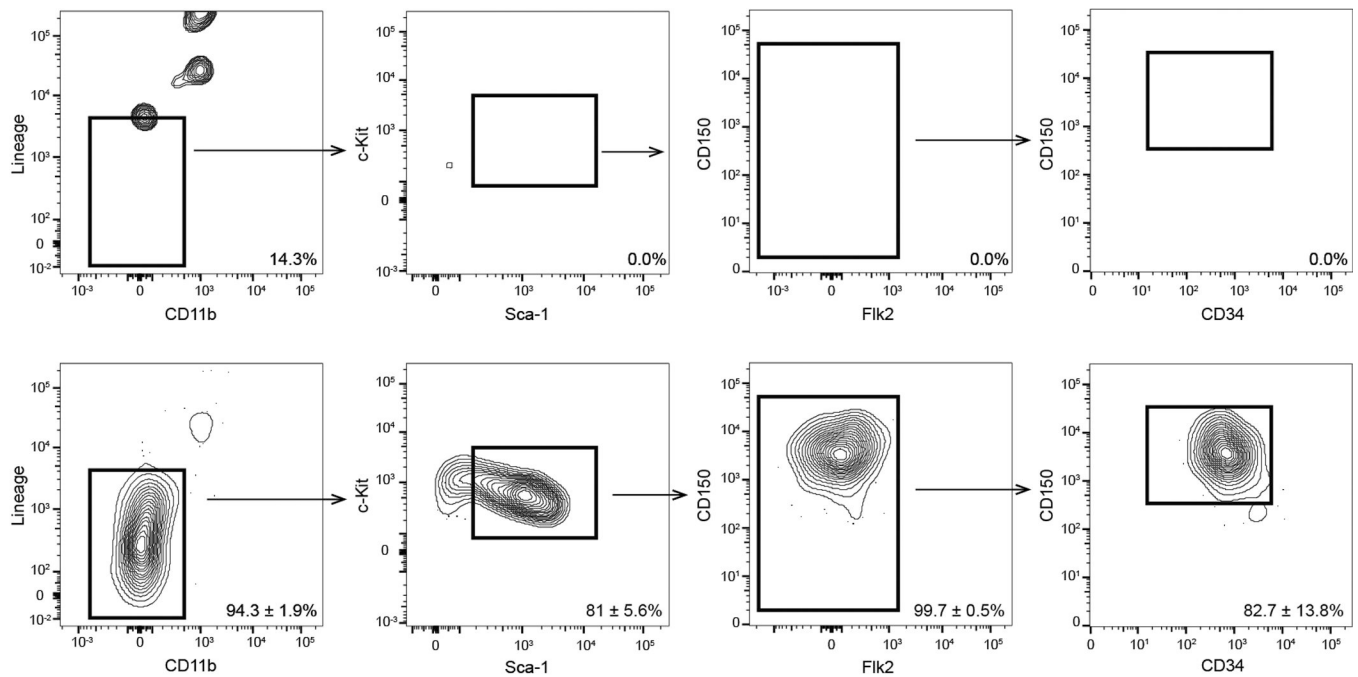 10⁵
10⁴
10³
10²
0
10⁻²
Lineage
14.3%
10⁻³ 0 10³ 10⁴ 10⁵
CD11b
10⁵
10⁴
10³
0
10⁻³
c-Kit
0.0%
0 10³ 10⁴ 10⁵
Sca-1
10⁵
10⁴
10³
10²
10¹
0
CD150
0.0%
10⁻³ 0 10³ 10⁴ 10⁵
Flk2
10⁵
10⁴
10³
10²
10¹
0
CD150
0.0%
0 10¹ 10² 10³ 10⁴ 10⁵
CD34
10⁵
10⁴
10³
10²
0
10⁻²
Lineage
94.3 ± 1.9%
10⁻³ 0 10³ 10⁴ 10⁵
CD11b
10⁵
10⁴
10³
0
10⁻³
c-Kit
81 ± 5.6%
0 10³ 10⁴ 10⁵
Sca-1
10⁵
10⁴
10³
10²
10¹
0
CD150
99.7 ± 0.5%
10⁻³ 0 10³ 10⁴ 10⁵
Flk2
10⁵
10⁴
10³
10²
10¹
0
CD150
82.7 ± 13.8%
0 10¹ 10² 10³ 10⁴ 10⁵
CD34